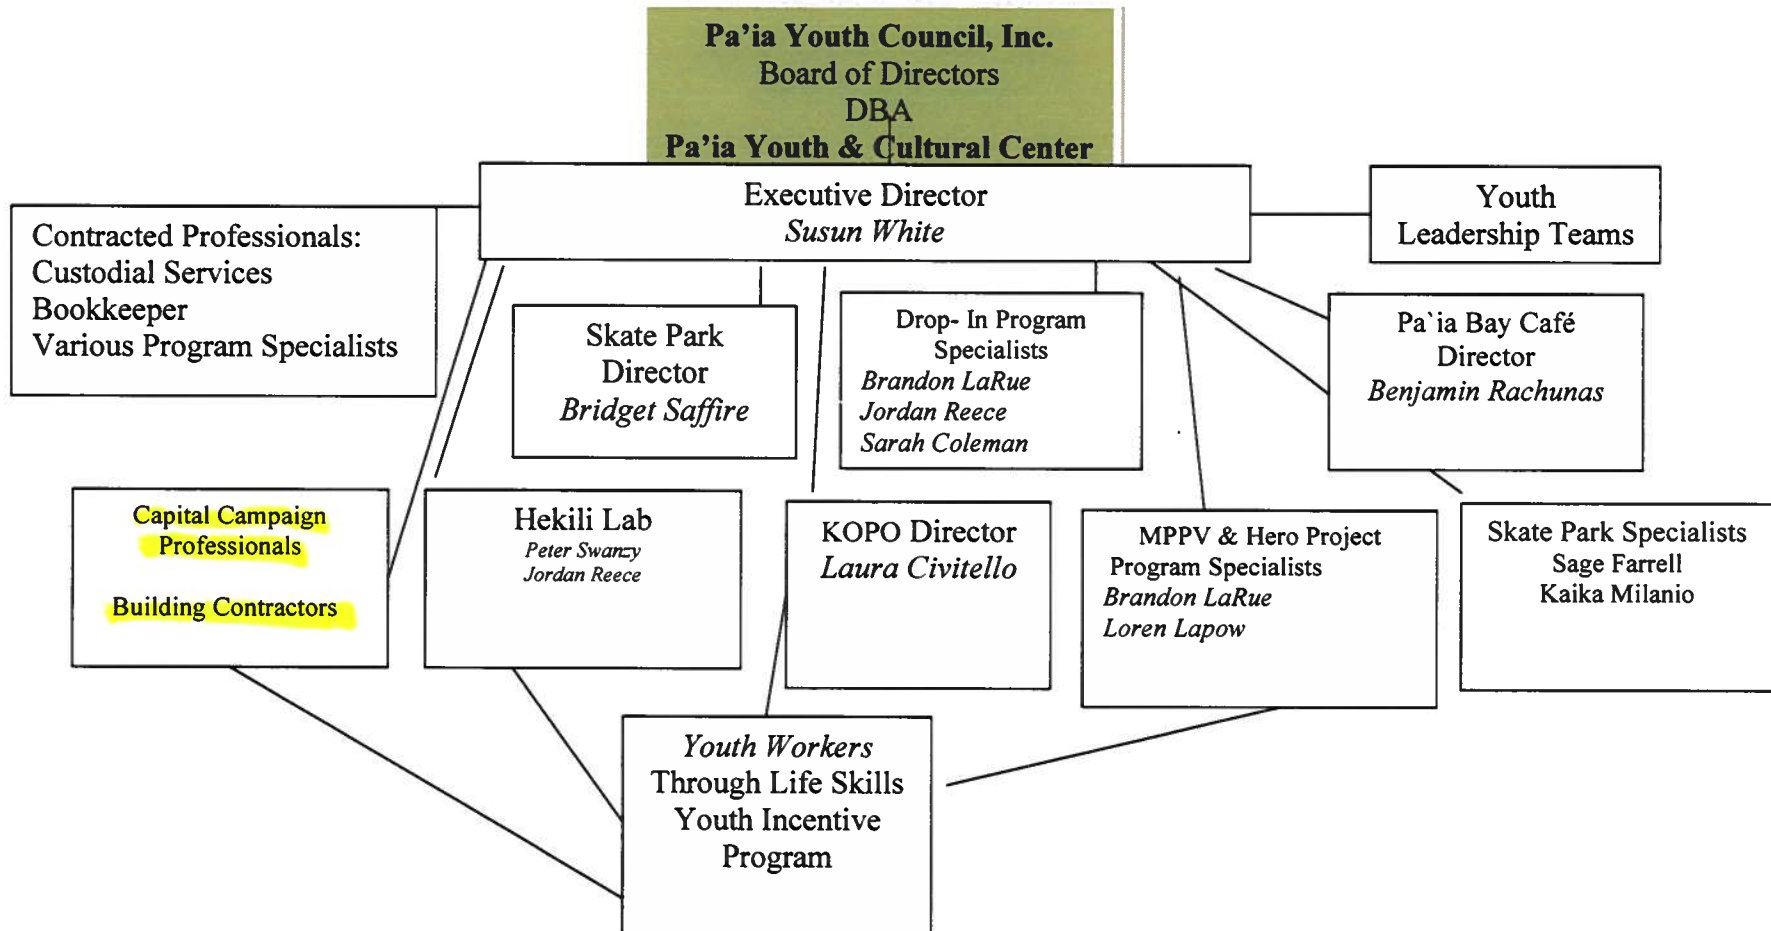 Pa'ia Youth Council, Inc.
Board of Directors
DBA
Pa'ia Youth & Cultural Center
Executive Director
Susun White
Youth
Leadership Teams
Contracted Professionals:
Custodial Services
Bookkeeper
Various Program Specialists
Skate Park
Director
Bridget Saffire
Drop- In Program
Specialists
Brandon LaRue
Jordan Reece
Sarah Coleman
Pa`ia Bay Café
Director
Benjamin Rachunas
Capital Campaign
Professionals
Building Contractors
Hekili Lab
Peter Swanzy
Jordan Reece
KOPO Director
Laura Civitello
MPPV & Hero Project
Program Specialists
Brandon LaRue
Loren Lapow
Skate Park Specialists
Sage Farrell
Kaika Milanio
Youth Workers
Through Life Skills
Youth Incentive
Program